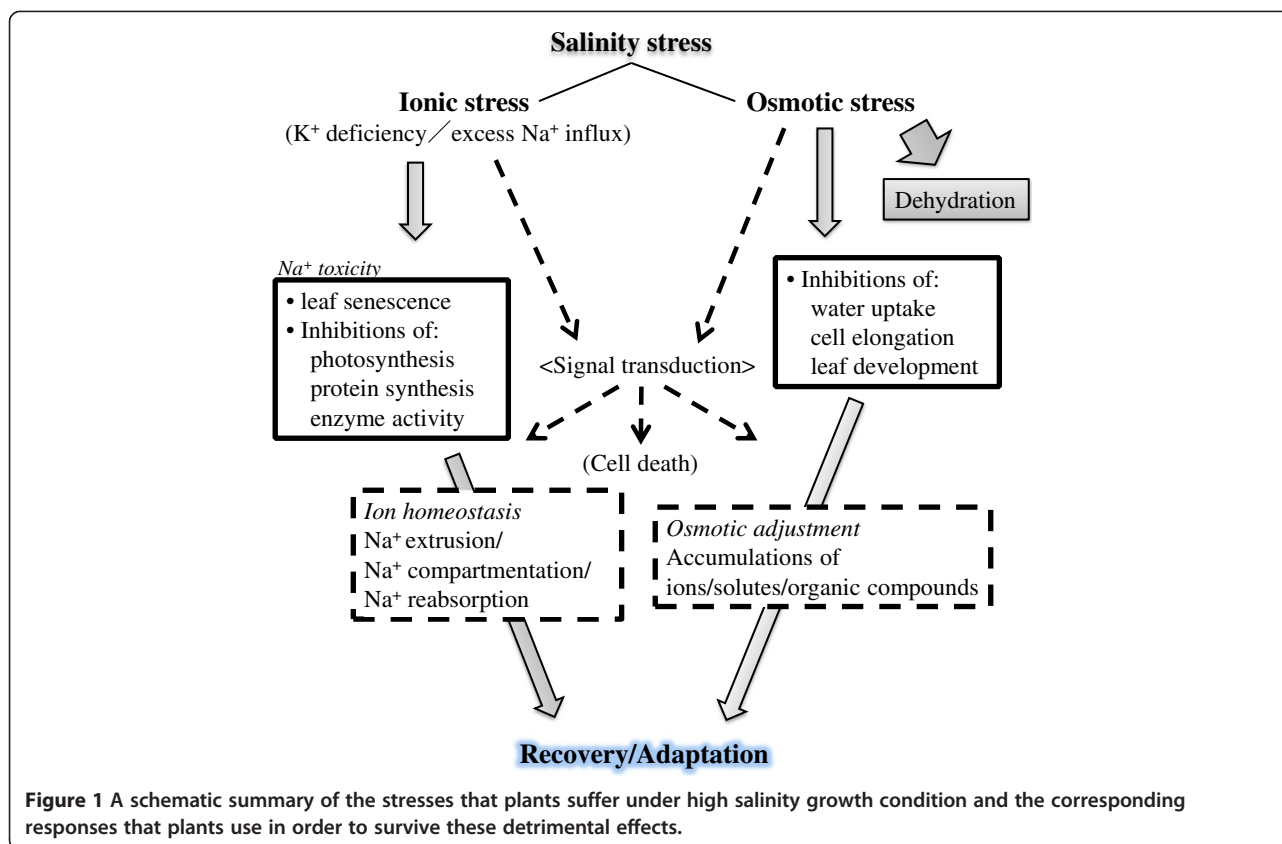 Salinity stress
Ionic stress
Osmotic stress
(K⁺ deficiency／excess Na⁺ influx)
Dehydration
Na⁺ toxicity
• leaf senescence
• Inhibitions of:
photosynthesis
protein synthesis
enzyme activity
• Inhibitions of:
water uptake
cell elongation
leaf development
<Signal transduction>
(Cell death)
Ion homeostasis
Na⁺ extrusion/
Na⁺ compartmentation/
Na⁺ reabsorption
Osmotic adjustment
Accumulations of
ions/solutes/organic compounds
Recovery/Adaptation
Figure 1 A schematic summary of the stresses that plants suffer under high salinity growth condition and the corresponding
responses that plants use in order to survive these detrimental effects.